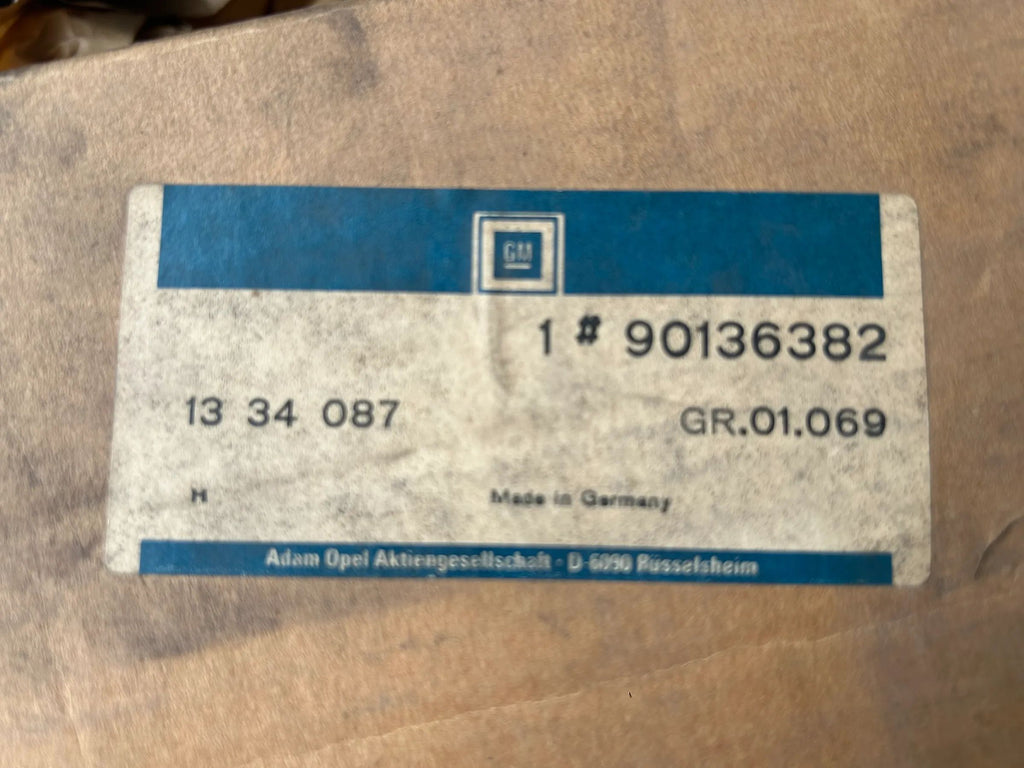 GM
1 # 90136382
13 34 087 GR.01.069
H Made in Germany
Adam Opel Aktiengesellschaft - D-6090 Rüsselsheim